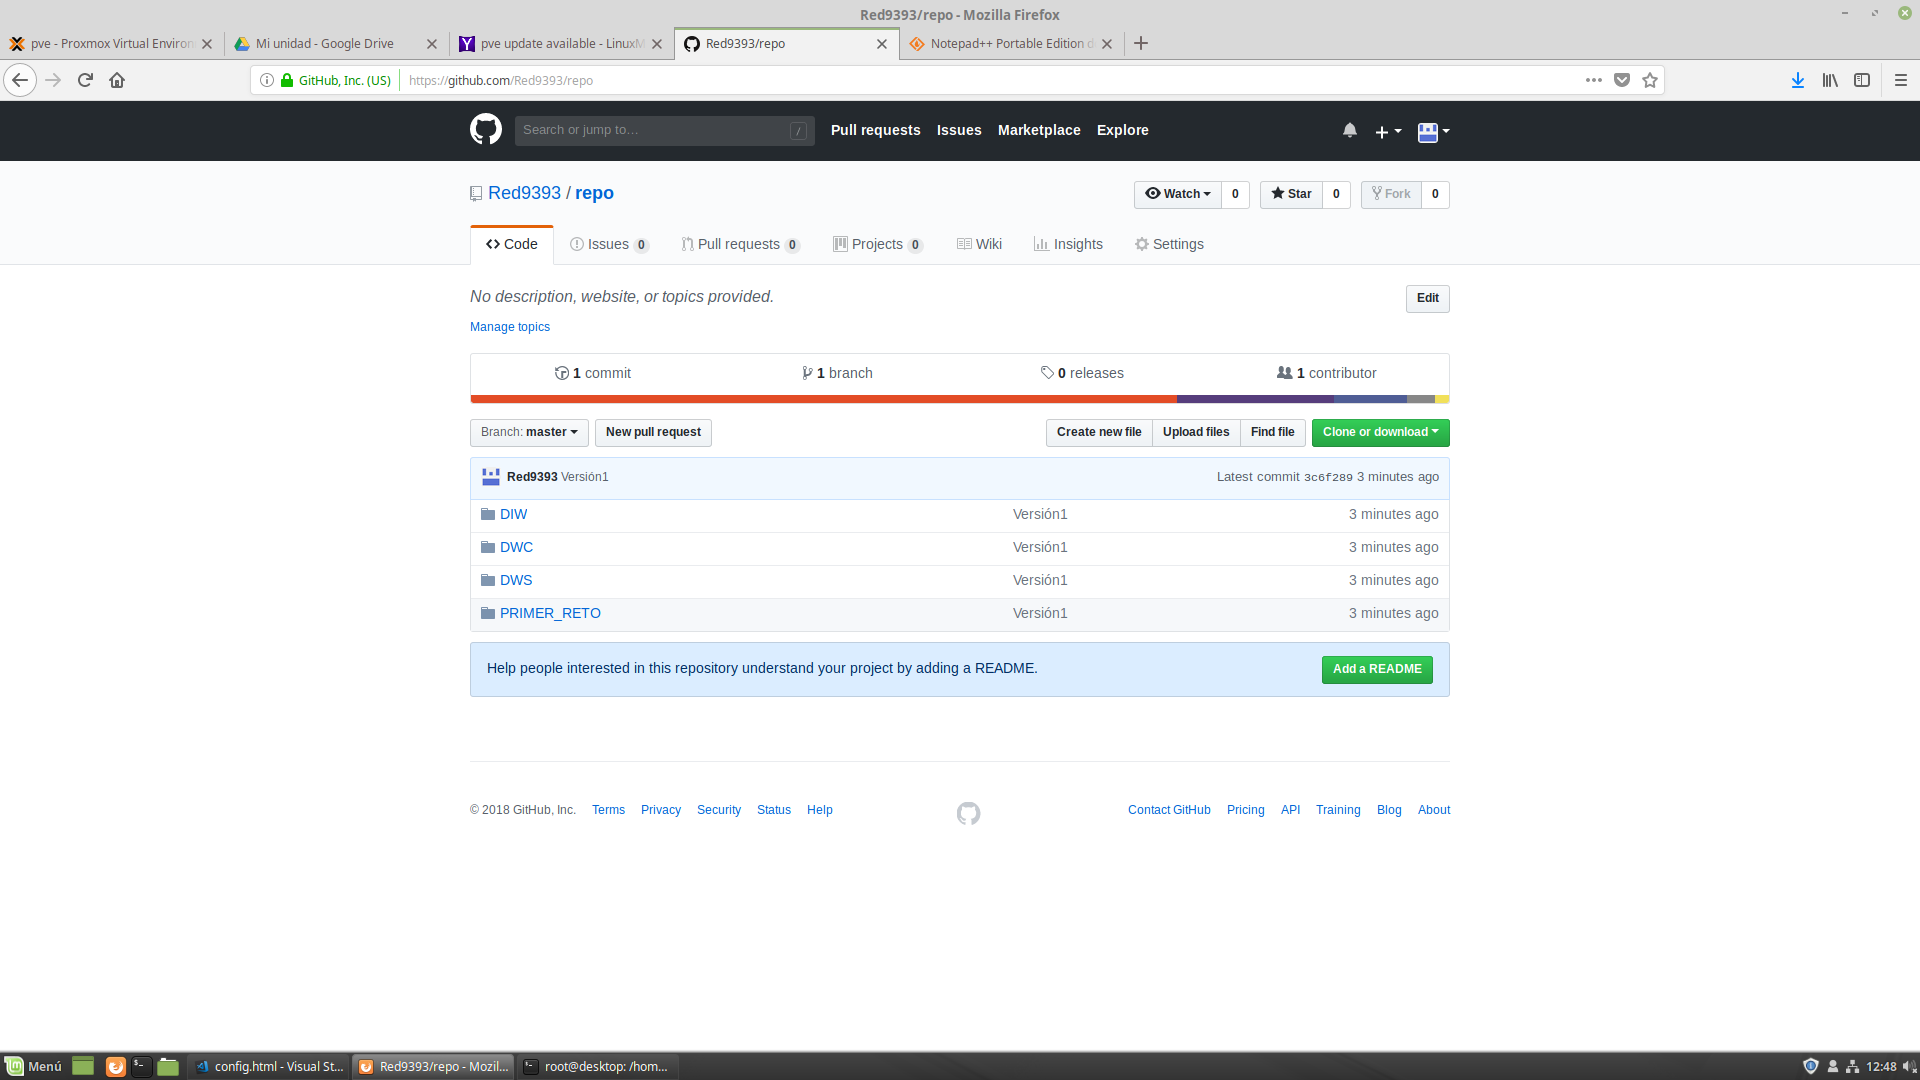 Red9393/repo - Mozilla Firefox
pve - Proxmox Virtual Environ
Mi unidad - Google Drive
pve update available - LinuxM
Red9393/repo
Notepad++ Portable Edition d
GitHub, Inc. (US)
https://github.com/Red9393/repo
Search or jump to…
/
Pull requests
Issues
Marketplace
Explore
Red9393 / repo
Watch 0
Star 0
Fork 0
Code
Issues 0
Pull requests 0
Projects 0
Wiki
Insights
Settings
No description, website, or topics provided.
Edit
Manage topics
1 commit
1 branch
0 releases
1 contributor
Branch: master
New pull request
Create new file
Upload files
Find file
Clone or download
Red9393 Versión1
Latest commit 3c6f289 3 minutes ago
DIW Versión1 3 minutes ago
DWC Versión1 3 minutes ago
DWS Versión1 3 minutes ago
PRIMER_RETO Versión1 3 minutes ago
Help people interested in this repository understand your project by adding a README.
Add a README
© 2018 GitHub, Inc.
Terms
Privacy
Security
Status
Help
Contact GitHub
Pricing
API
Training
Blog
About
Menú
config.html - Visual St...
Red9393/repo - Mozil...
root@desktop: /hom...
12:48